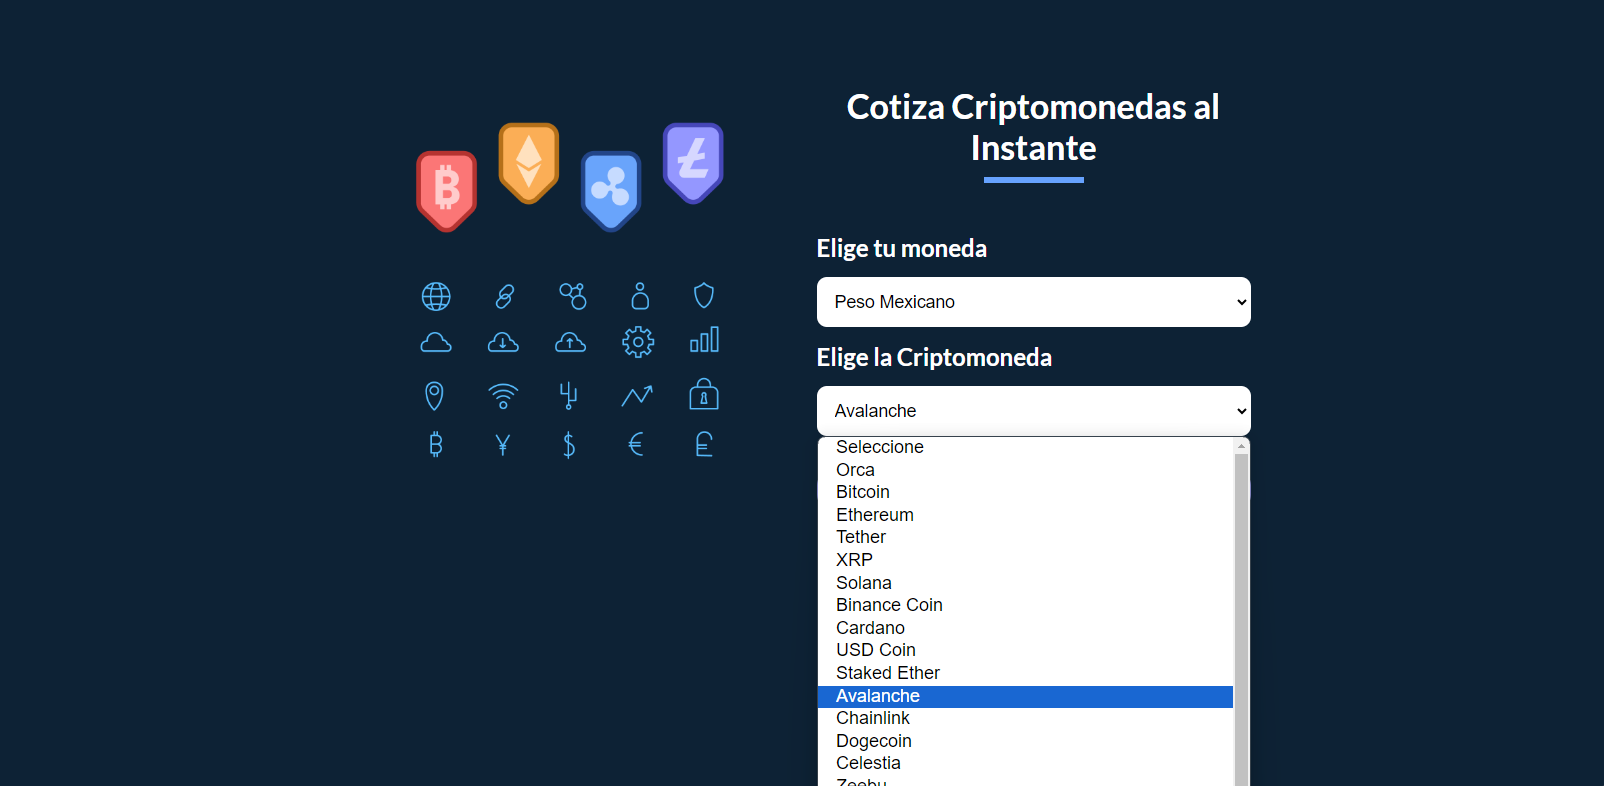 Cotiza Criptomonedas al
Instante
Elige tu moneda
Peso Mexicano
Elige la Criptomoneda
Avalanche
Seleccione
Orca
Bitcoin
Ethereum
Tether
XRP
Solana
Binance Coin
Cardano
USD Coin
Staked Ether
Avalanche
Chainlink
Dogecoin
Celestia
Zeebu